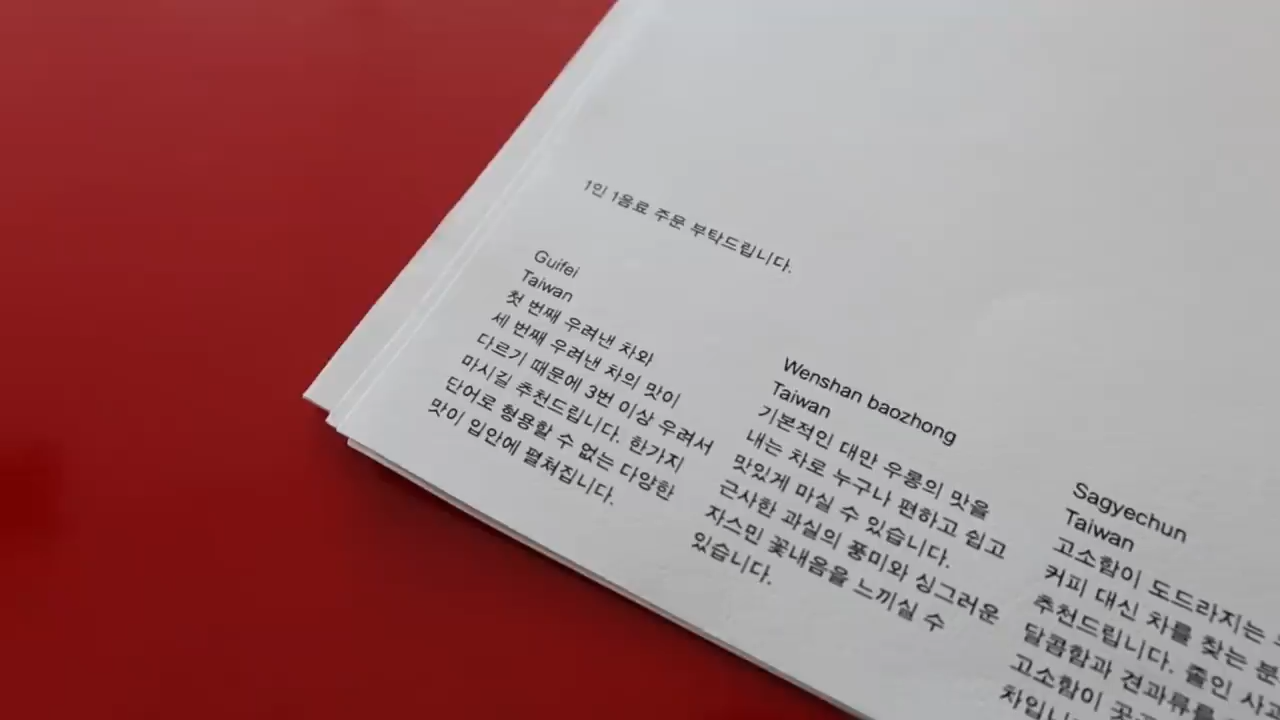 1인 1음료 주문 부탁드립니다.
Guifei
Taiwan
첫 번째 우려낸 차와
세 번째 우려낸 차의 맛이
다르기 때문에 3번 이상 우려서
마시길 추천드립니다. 한가지
단어로 형용할 수 없는 다양한
맛이 입안에 펼쳐집니다.
Wenshan baozhong
Taiwan
기본적인 대만 우롱의 맛을
내는 차로 누구나 편하고 쉽고
맛있게 마실 수 있습니다.
근사한 과실의 풍미와 싱그러운
자스민 꽃내음을 느끼실 수
있습니다.
Sagyechun
Taiwan
고소함이 도드라지는
커피 대신 차를 찾는
추천드립니다. 졸인
달콤함과 견과류를
고소함이